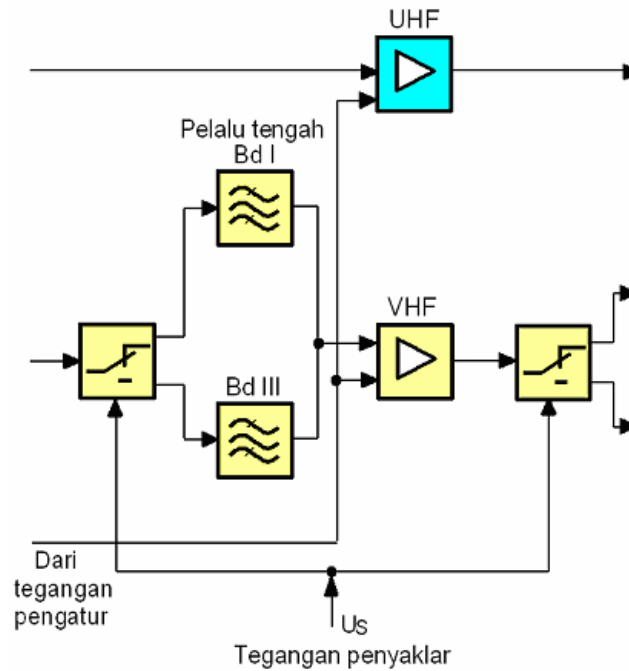 UHF
Pelalu tengah
Bd I
VHF
Bd III
Dari
tegangan
pengatur
Us
Tegangan penyaklar